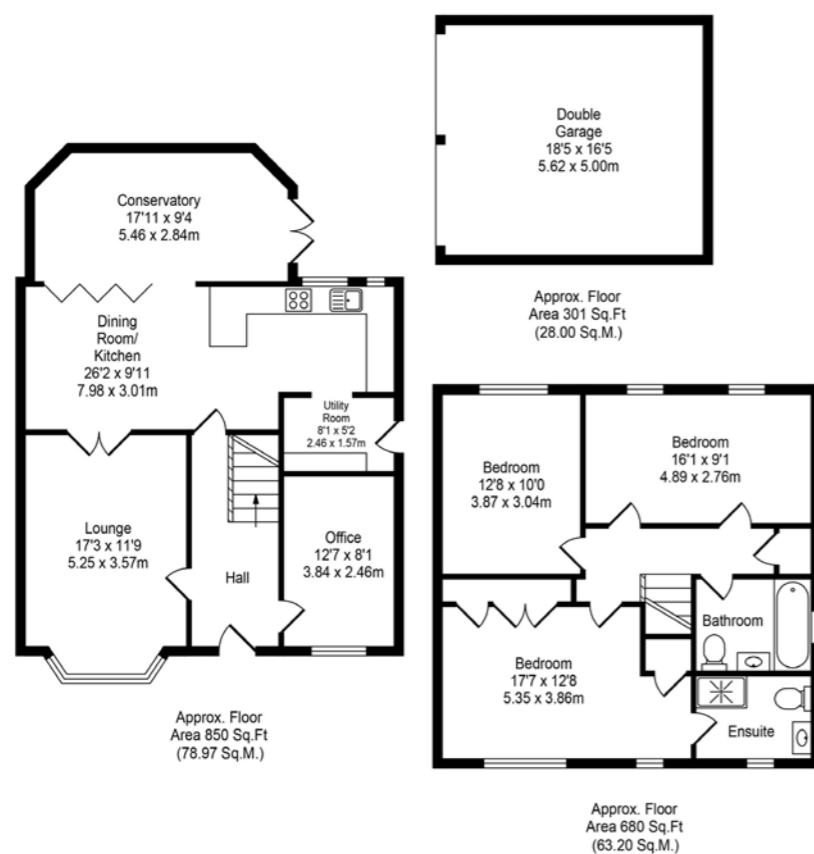 Conservatory
17'11 x 9'4
5.46 x 2.84m
Dining
Room/
Kitchen
26'2 x 9'11
7.98 x 3.01m
Utility
Room
8'1 x 5'2
2.46 x 1.57m
Lounge
17'3 x 11'9
5.25 x 3.57m
Hall
Office
12'7 x 8'1
3.84 x 2.46m
Approx. Floor
Area 850 Sq.Ft
(78.97 Sq.M.)
Double
Garage
18'5 x 16'5
5.62 x 5.00m
Approx. Floor
Area 301 Sq.Ft
(28.00 Sq.M.)
Bedroom
12'8 x 10'0
3.87 x 3.04m
Bedroom
16'1 x 9'1
4.89 x 2.76m
Bathroom
Bedroom
17'7 x 12'8
5.35 x 3.86m
Ensuite
Approx. Floor
Area 680 Sq.Ft
(63.20 Sq.M.)